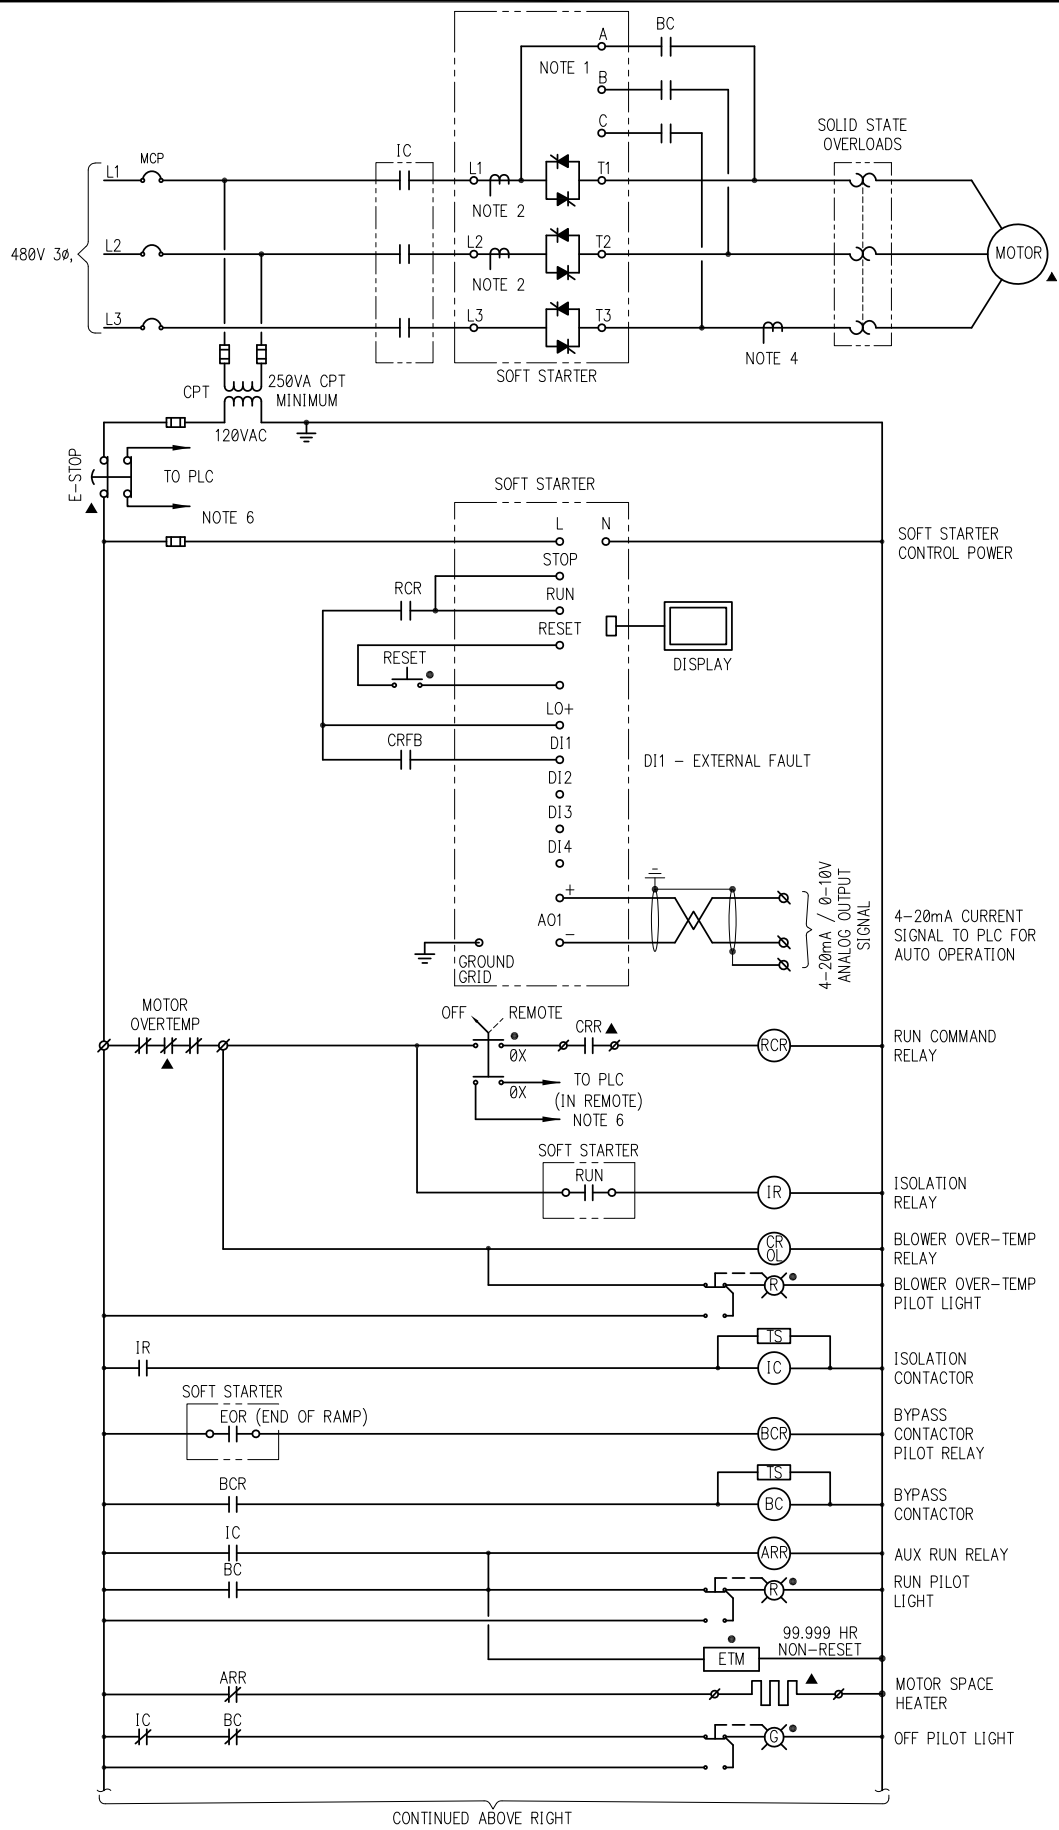 A
BC
NOTE 1
B
C
SOLID STATE
OVERLOADS
MCP
IC
L1
L1
T1
NOTE 2
480V 3ø,
L2
L2
T2
MOTOR
NOTE 2
L3
L3
T3
NOTE 4
SOFT STARTER
CPT
250VA CPT
MINIMUM
120VAC
E-STOP
TO PLC
NOTE 6
SOFT STARTER
L
N
SOFT STARTER
CONTROL POWER
STOP
RCR
RUN
RESET
RESET
DISPLAY
LO+
CRFB
DI1
DI1 - EXTERNAL FAULT
DI2
DI3
DI4
+
AO1
-
4-20mA / 0-10V
ANALOG OUTPUT
SIGNAL
4-20mA CURRENT
SIGNAL TO PLC FOR
AUTO OPERATION
GROUND
GRID
MOTOR
OVERTEMP
OFF
REMOTE
0X
CRR
RCR
RUN COMMAND
RELAY
0X
TO PLC
(IN REMOTE)
NOTE 6
SOFT STARTER
RUN
IR
ISOLATION
RELAY
CR
OL
BLOWER OVER-TEMP
RELAY
R
BLOWER OVER-TEMP
PILOT LIGHT
TS
IR
IC
ISOLATION
CONTACTOR
SOFT STARTER
EOR (END OF RAMP)
BCR
BYPASS
CONTACTOR
PILOT RELAY
TS
BCR
BC
BYPASS
CONTACTOR
IC
ARR
AUX RUN RELAY
BC
R
RUN PILOT
LIGHT
ETM
99.999 HR
NON-RESET
ARR
MOTOR SPACE
HEATER
IC
BC
G
OFF PILOT LIGHT
CONTINUED ABOVE RIGHT